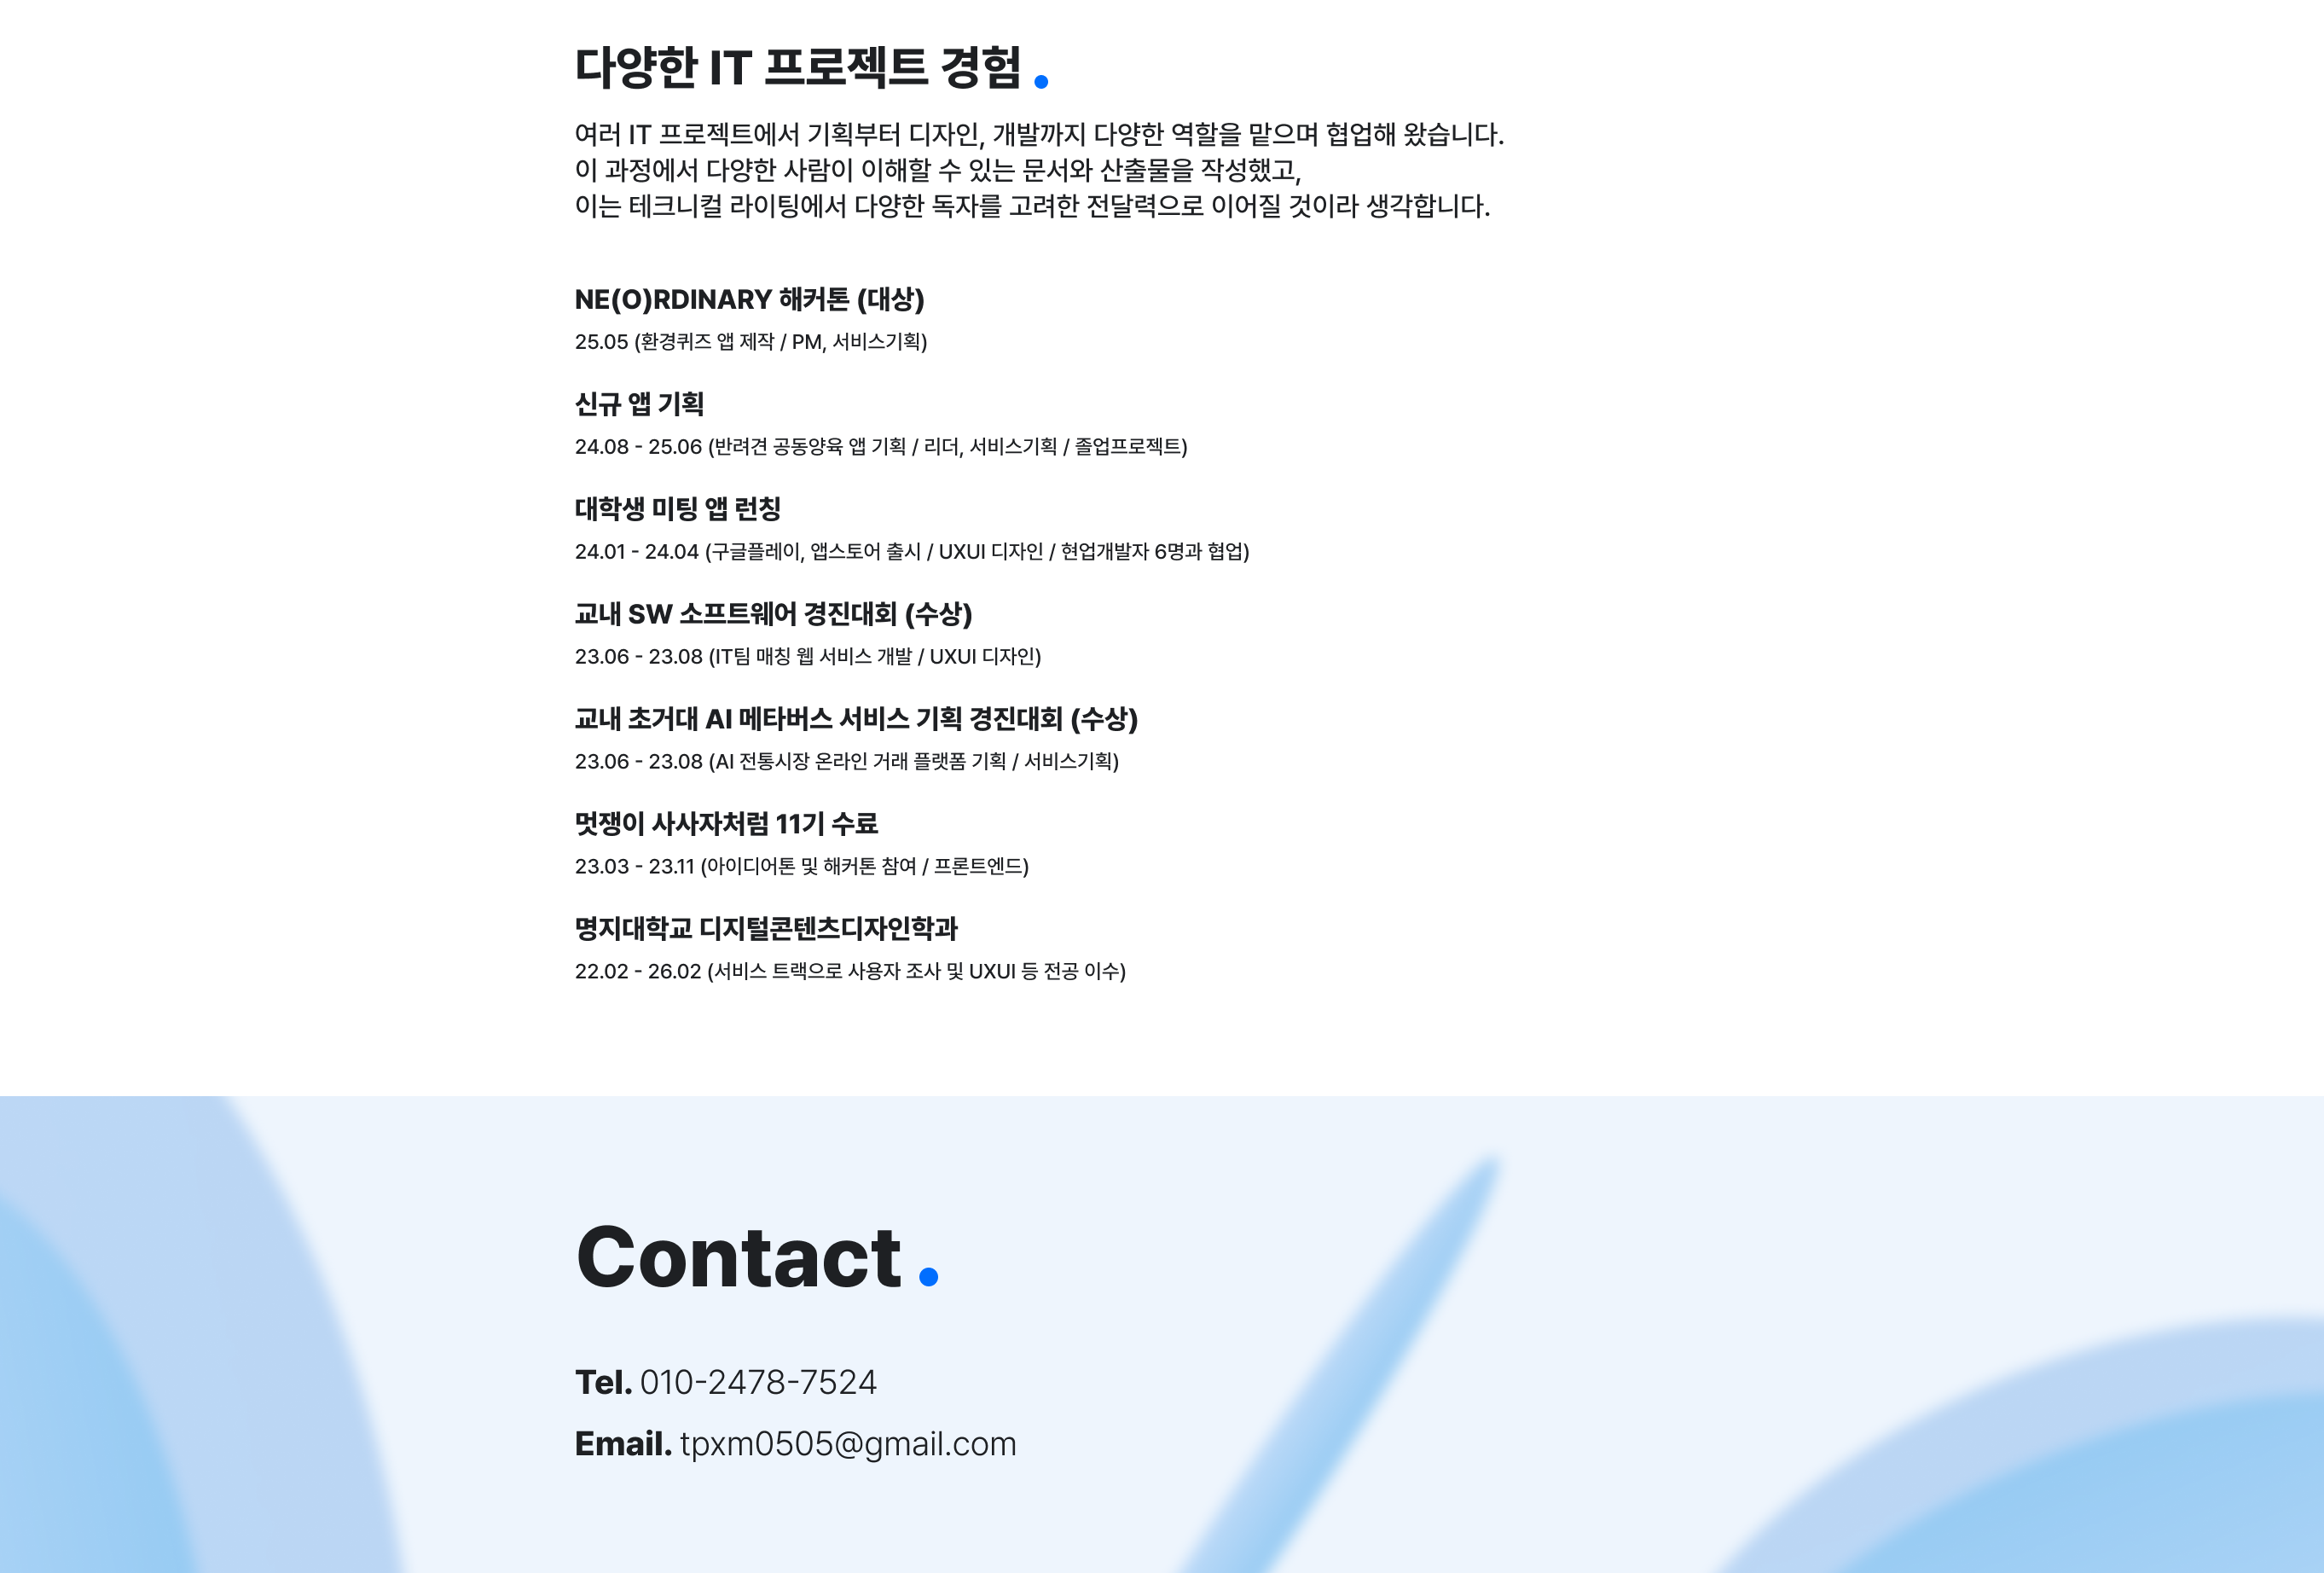 다양한 IT 프로젝트 경험.
여러 IT 프로젝트에서 기획부터 디자인, 개발까지 다양한 역할을 맡으며 협업해 왔습니다.
이 과정에서 다양한 사람이 이해할 수 있는 문서와 산출물을 작성했고,
이는 테크니컬 라이팅에서 다양한 독자를 고려한 전달력으로 이어질 것이라 생각합니다.
NE(O)RDINARY 해커톤 (대상)
25.05 (환경퀴즈 앱 제작 / PM, 서비스기획)
신규 앱 기획
24.08 - 25.06 (반려견 공동양육 앱 기획 / 리더, 서비스기획 / 졸업프로젝트)
대학생 미팅 앱 런칭
24.01 - 24.04 (구글플레이, 앱스토어 출시 / UXUI 디자인 / 현업개발자 6명과 협업)
교내 SW 소프트웨어 경진대회 (수상)
23.06 - 23.08 (IT팀 매칭 웹 서비스 개발 / UXUI 디자인)
교내 초거대 AI 메타버스 서비스 기획 경진대회 (수상)
23.06 - 23.08 (AI 전통시장 온라인 거래 플랫폼 기획 / 서비스기획)
멋쟁이 사사자처럼 11기 수료
23.03 - 23.11 (아이디어톤 및 해커톤 참여 / 프론트엔드)
명지대학교 디지털콘텐츠디자인학과
22.02 - 26.02 (서비스 트랙으로 사용자 조사 및 UXUI 등 전공 이수)
Contact.
Tel. 010-2478-7524
Email. tpxm0505@gmail.com